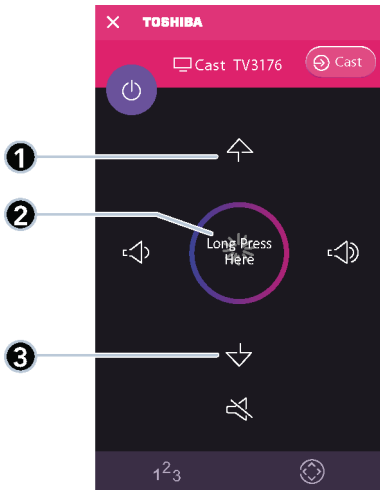 TOSHIBA
Cast TV3176
Cast
1
2
Long Press
Here
3
123